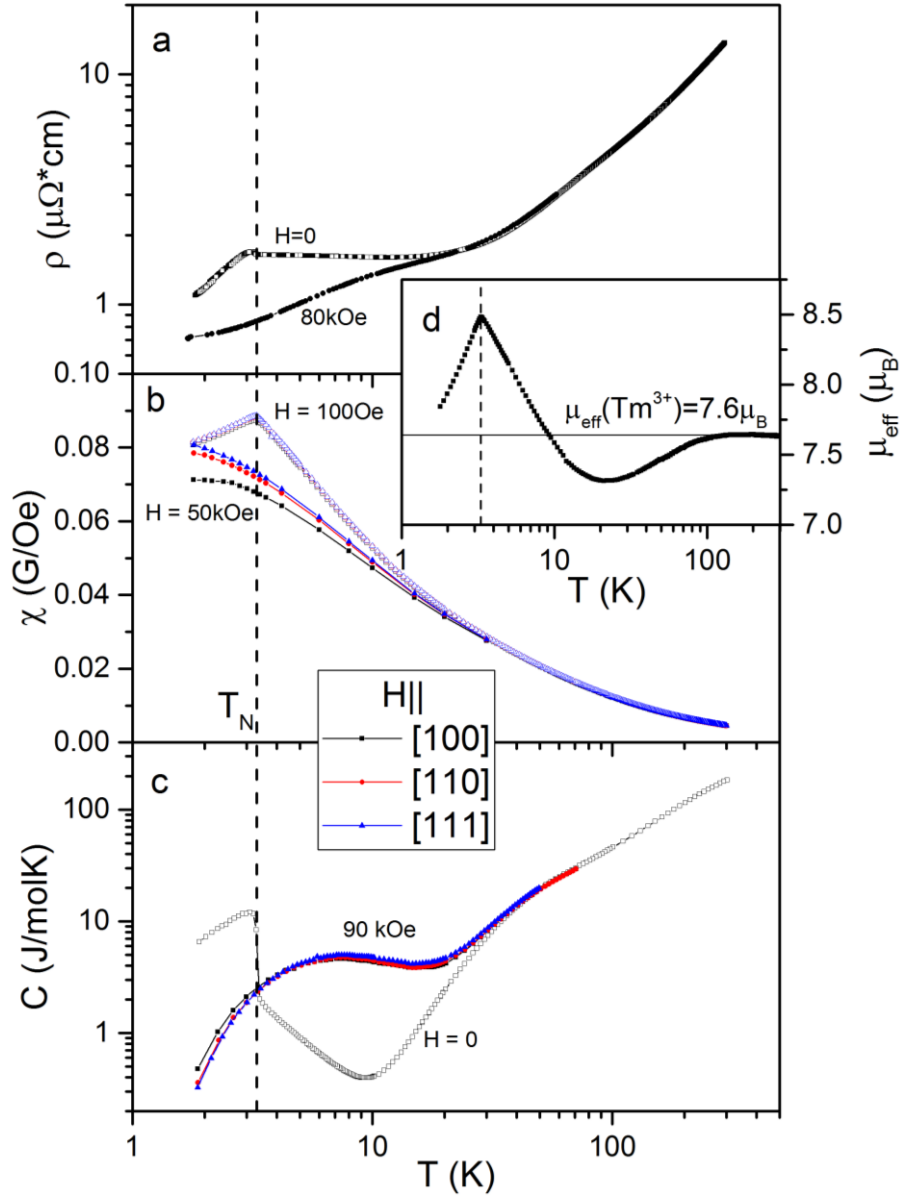 a
10
1
0.10
ρ (μΩ*cm)
H=0
80kOe
d
8.5
8.0
7.5
7.0
μeff (μB)
μeff(Tm3+)=7.6μB
1
10
100
T (K)
b
H = 100Oe
H = 50kOe
0.08
0.06
0.04
0.02
0.00
χ (G/Oe)
TN
H||
[100]
[110]
[111]
c
100
10
1
C (J/molK)
90 kOe
H = 0
1
10
100
T (K)